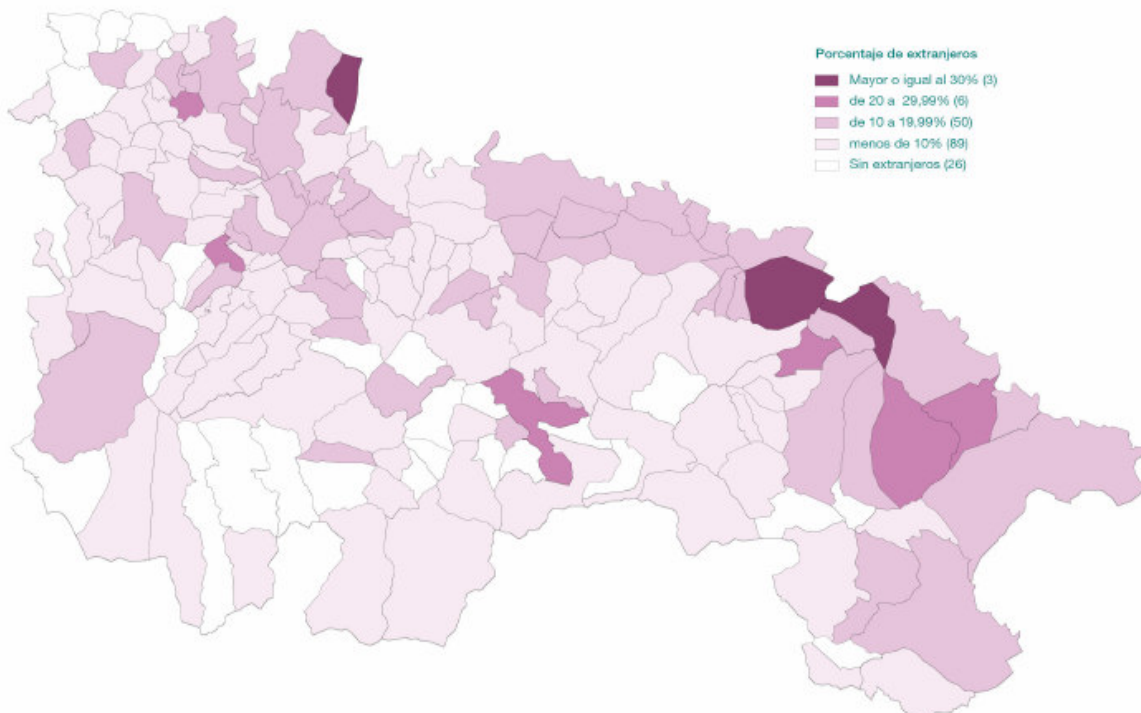 Porcentaje de extranjeros
Mayor o igual al 30% (3)
de 20 a 29,99% (6)
de 10 a 19,99% (50)
menos de 10% (89)
Sin extranjeros (26)